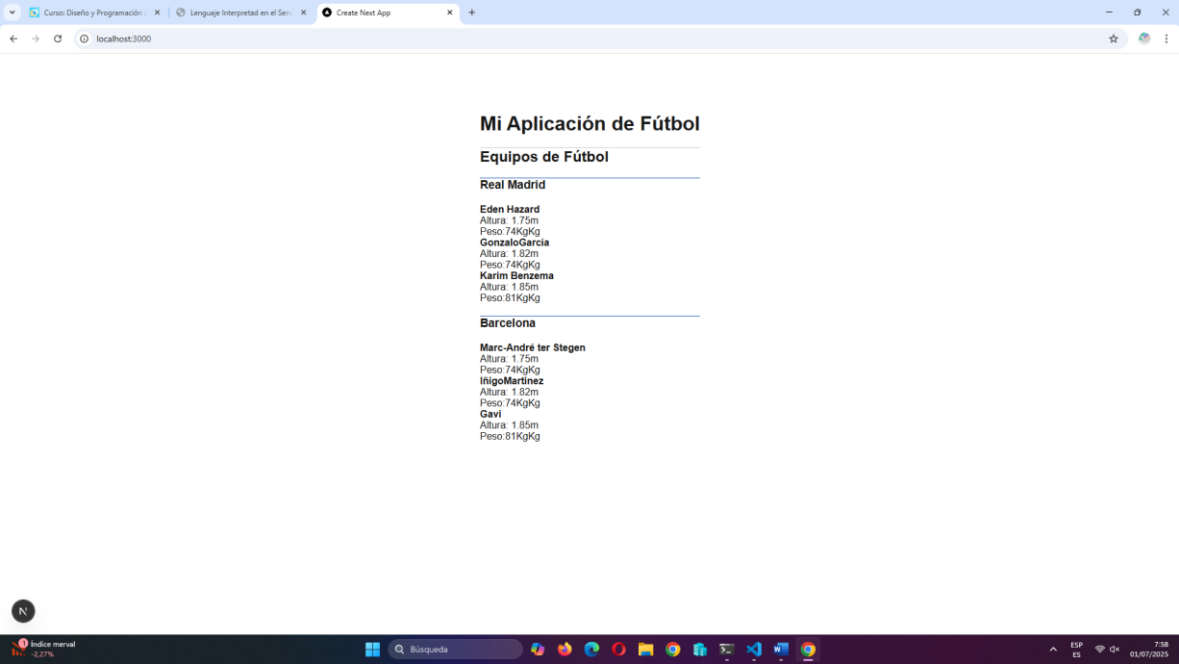 Curso: Diseño y Programación
Lenguaje Interpretad en el Ser
Create Next App
localhost:3000
Mi Aplicación de Fútbol
Equipos de Fútbol
Real Madrid
Eden Hazard
Altura: 1.75m
Peso:74KgKg
GonzaloGarcia
Altura: 1.82m
Peso:74KgKg
Karim Benzema
Altura: 1.85m
Peso:81KgKg
Barcelona
Marc-André ter Stegen
Altura: 1.75m
Peso:74KgKg
IñigoMartinez
Altura: 1.82m
Peso:74KgKg
Gavi
Altura: 1.85m
Peso:81KgKg
N
1
Índice merval
-2,27%
Búsqueda
ESP
ES
7:58
01/07/2025